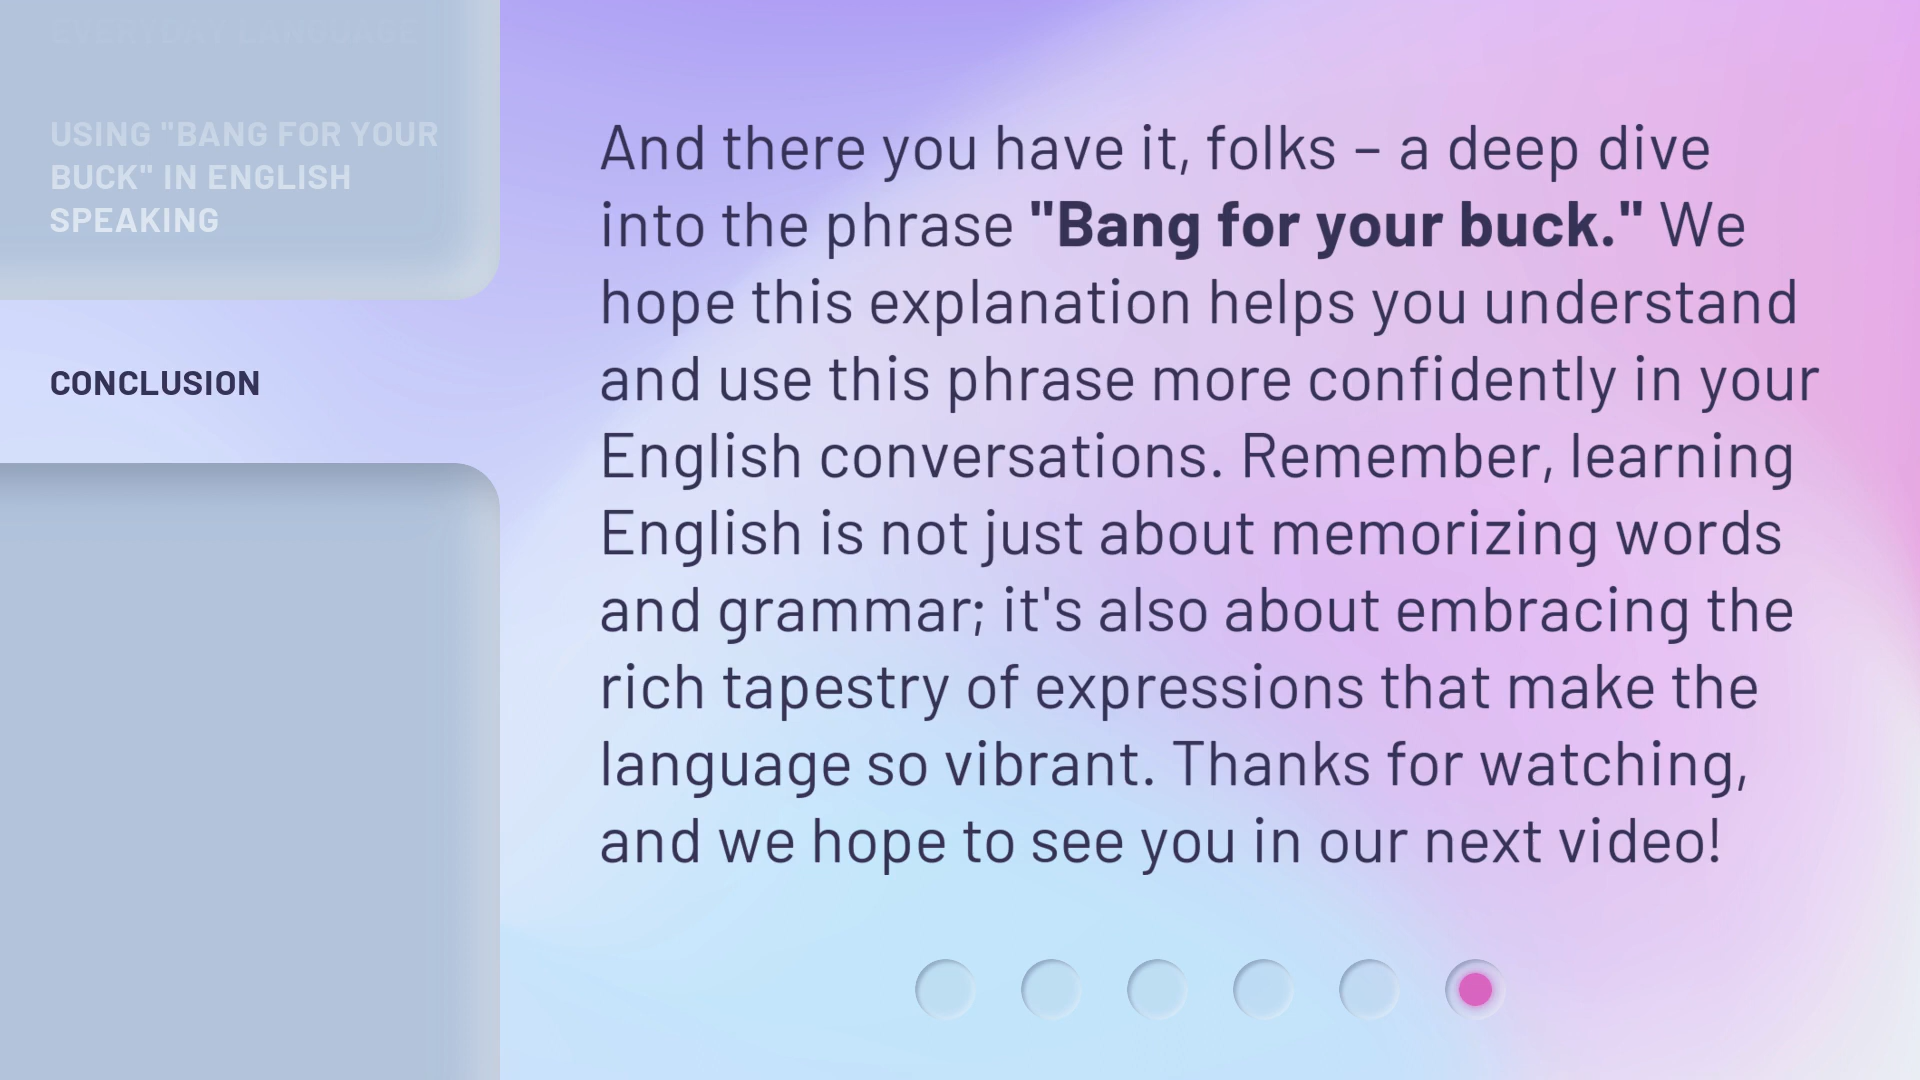 EVERYDAY LANGUAGE
USING "BANG FOR YOUR
BUCK" IN ENGLISH
SPEAKING
CONCLUSION
And there you have it, folks – a deep dive
into the phrase "Bang for your buck." We
hope this explanation helps you understand
and use this phrase more confidently in your
English conversations. Remember, learning
English is not just about memorizing words
and grammar; it's also about embracing the
rich tapestry of expressions that make the
language so vibrant. Thanks for watching,
and we hope to see you in our next video!